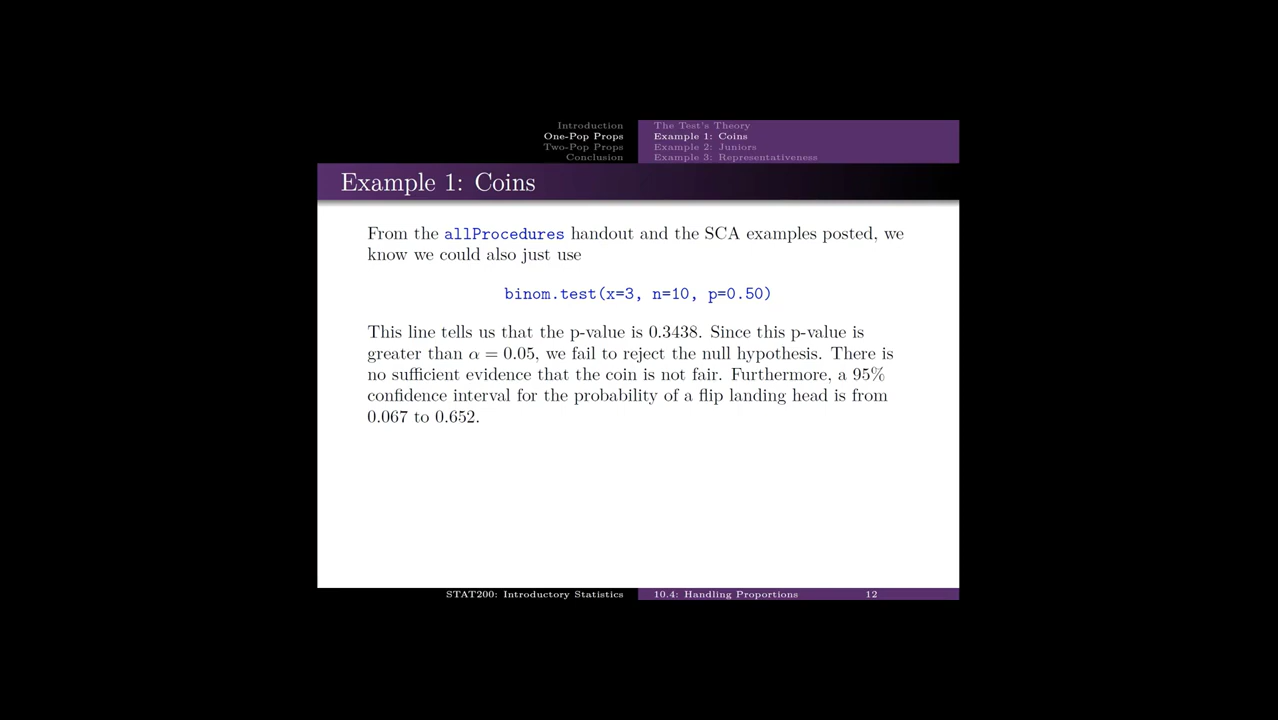 Introduction
One-Pop Props
Two-Pop Props
Conclusion
The Test's Theory
Example 1: Coins
Example 2: Juniors
Example 3: Representativeness
Example 1: Coins
From the allProcedures handout and the SCA examples posted, we
know we could also just use
binom.test(x=3, n=10, p=0.50)
This line tells us that the p-value is 0.3438. Since this p-value is
greater than α = 0.05, we fail to reject the null hypothesis. There is
no sufficient evidence that the coin is not fair. Furthermore, a 95%
confidence interval for the probability of a flip landing head is from
0.067 to 0.652.
STAT200: Introductory Statistics
10.4: Handling Proportions
12